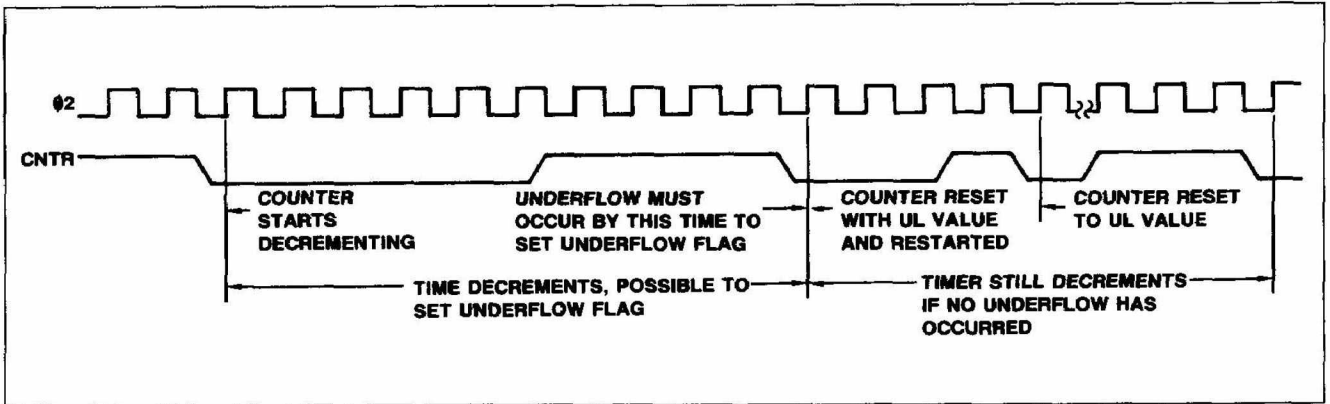 φ2
CNTR
COUNTER
STARTS
DECREMENTING
UNDERFLOW MUST
OCCUR BY THIS TIME TO
SET UNDERFLOW FLAG
COUNTER RESET
WITH UL VALUE
AND RESTARTED
COUNTER RESET
TO UL VALUE
TIME DECREMENTS, POSSIBLE TO
SET UNDERFLOW FLAG
TIMER STILL DECREMENTS
IF NO UNDERFLOW HAS
OCCURRED